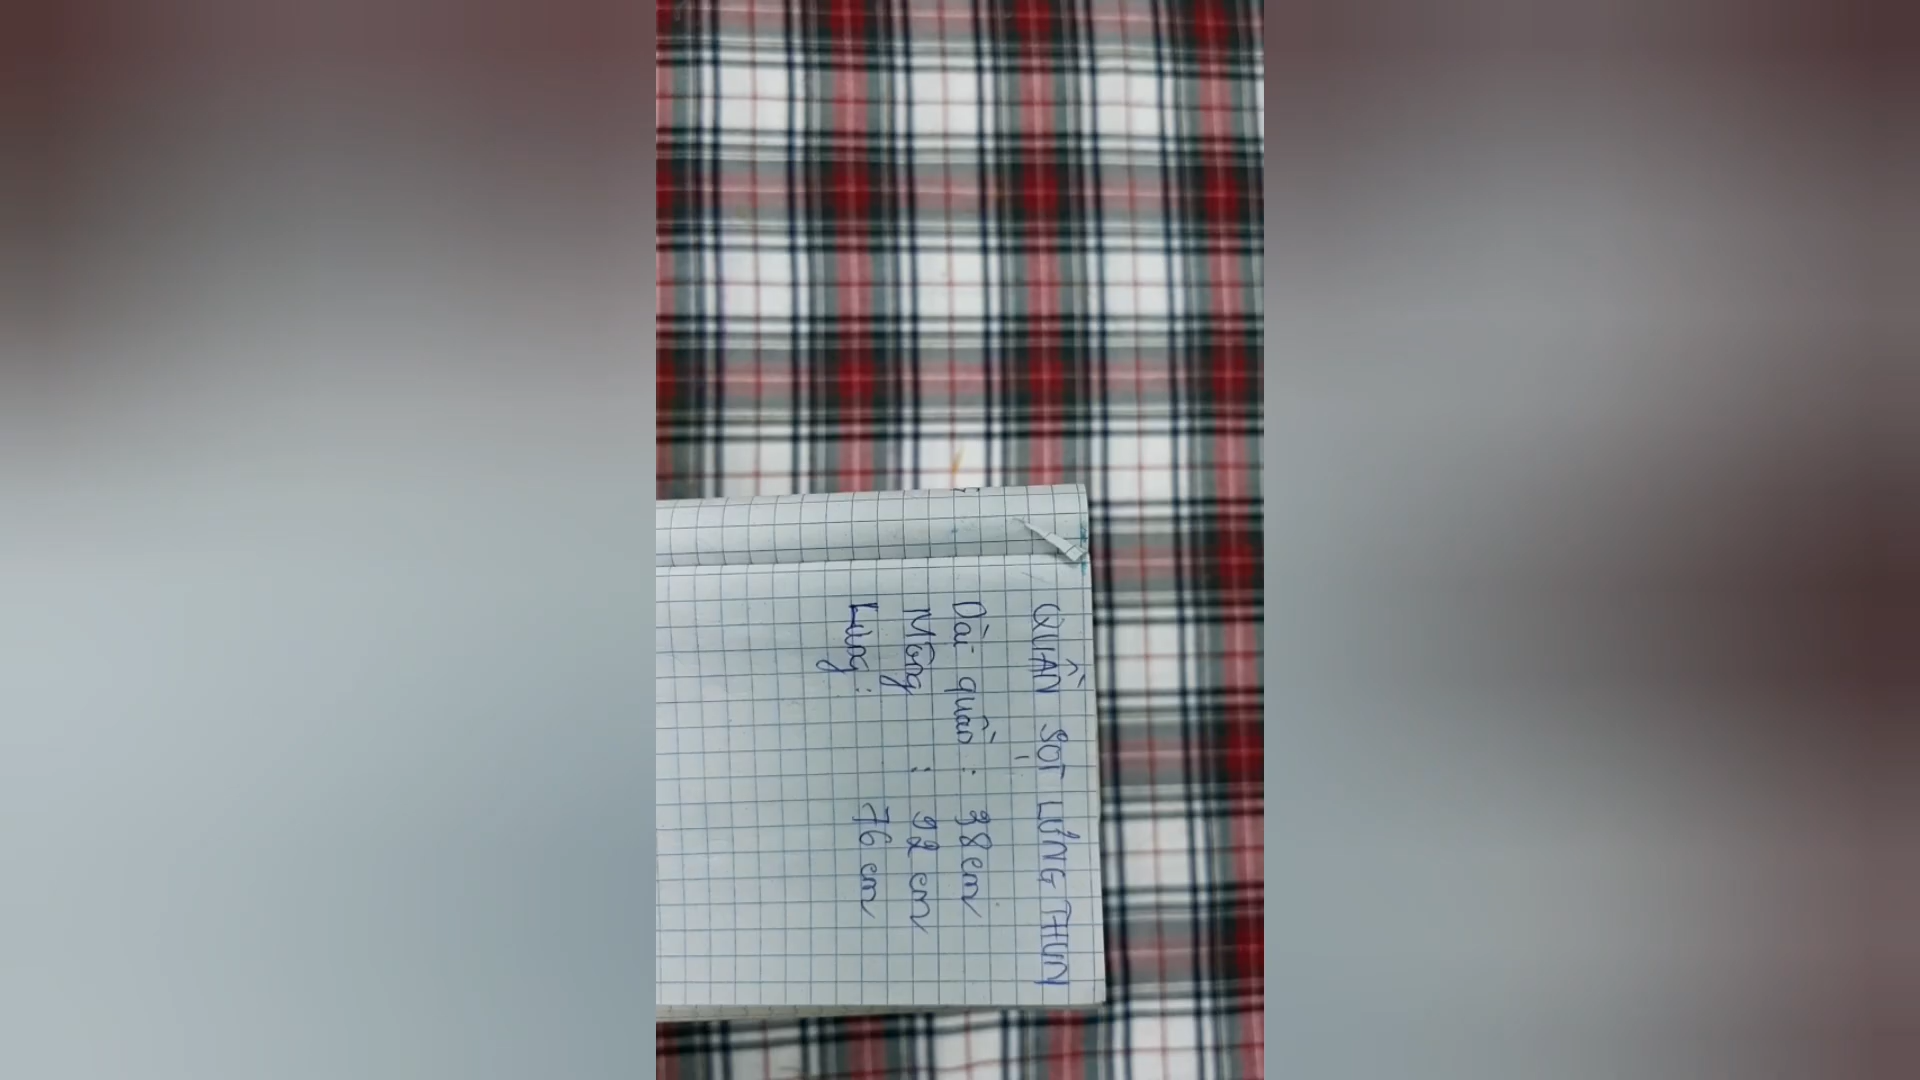 QUẦN SỌT LƯNG THUN
Dài quần : 38 cm
Mông : 92 cm
Lưng : 76 cm